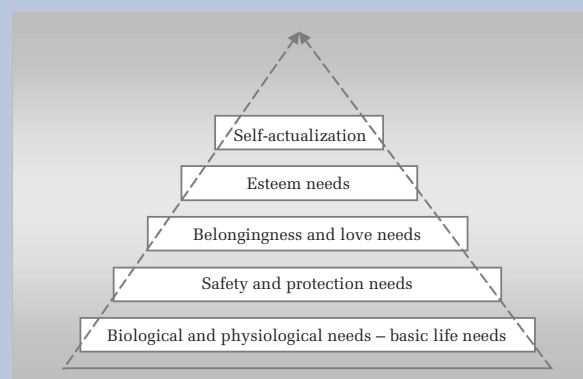 Self-actualization
Esteem needs
Belongingness and love needs
Safety and protection needs
Biological and physiological needs – basic life needs